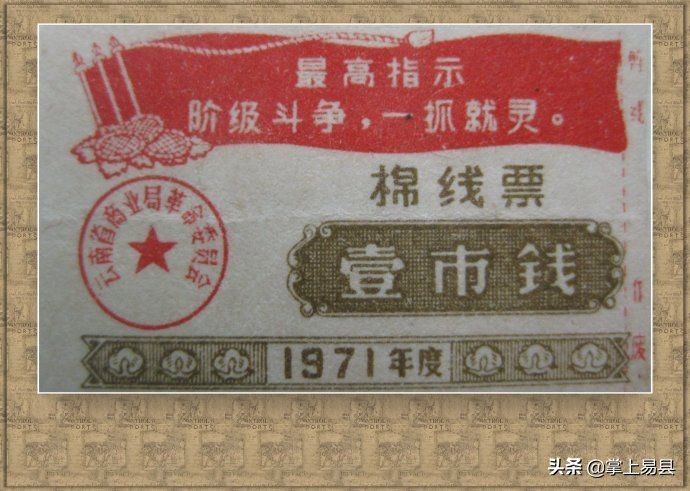 最高指示
阶级斗争，一抓就灵。
棉线票
云南省商业局革命委员会
壹市钱
1971年度
头条 @掌上易县